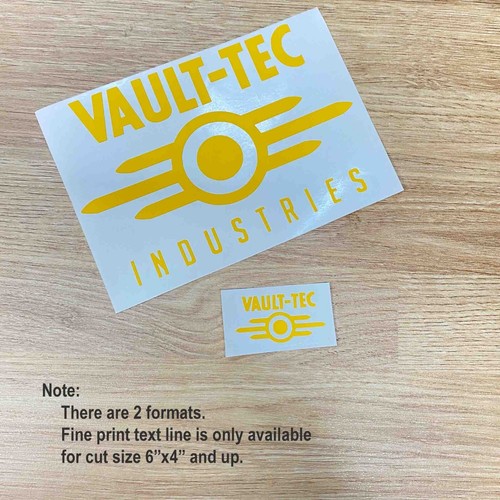 VAULT-TEC
INDUSTRIES
VAULT-TEC
Note:
There are 2 formats.
Fine print text line is only available
for cut size 6”x4” and up.